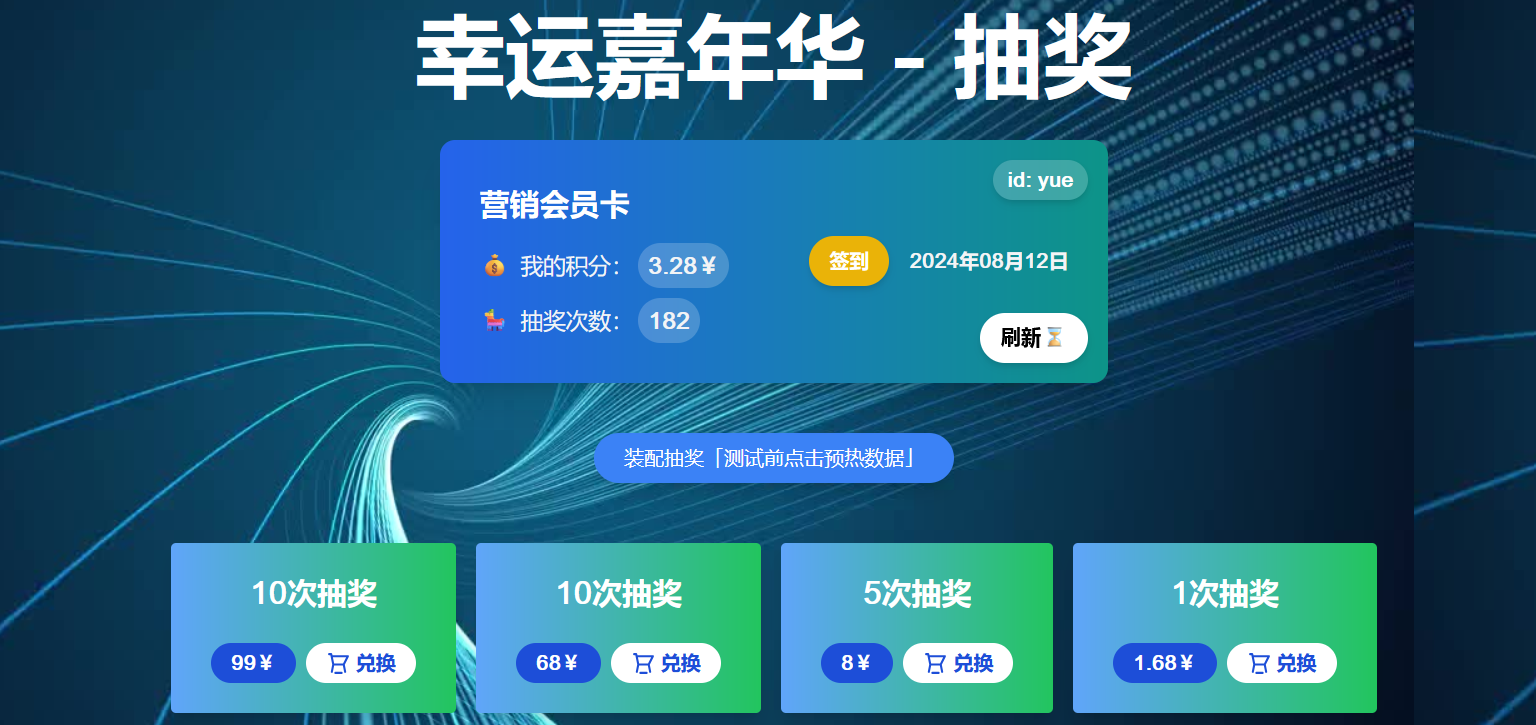 幸运嘉年华 - 抽奖
id: yue
营销会员卡
💰 我的积分： 3.28¥
签到 2024年08月12日
🪅 抽奖次数： 182
刷新⏳
装配抽奖「测试前点击预热数据」
10次抽奖 10次抽奖 5次抽奖 1次抽奖
99¥ 兑换 68¥ 兑换 8¥ 兑换 1.68¥ 兑换